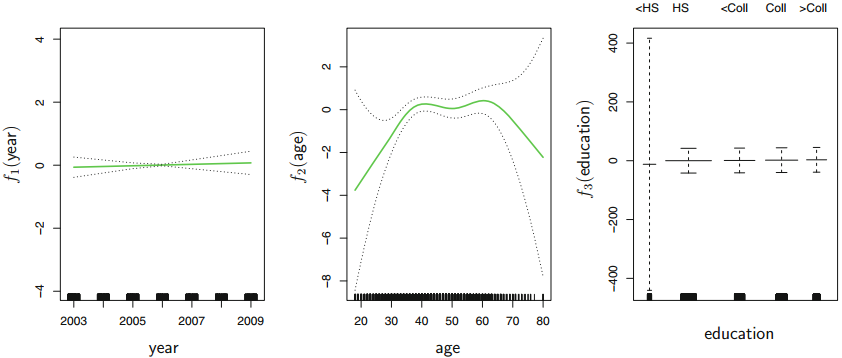 <HS HS <Coll Coll >Coll
4
2
0
−2
−4
f1(year)
2003 2005 2007 2009
year
2
0
−2
−4
−6
−8
f2(age)
20 30 40 50 60 70 80
age
400
200
0
−200
−400
f3(education)
education